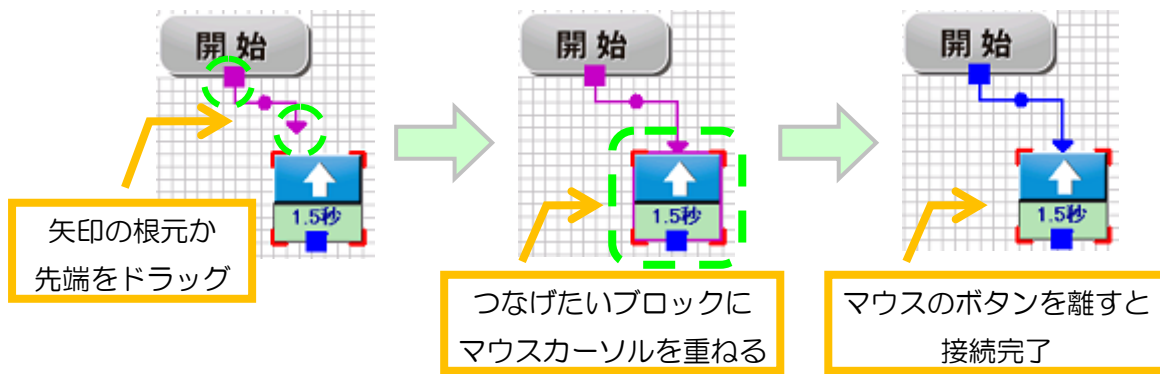 開始
開始
開始
1.5秒
1.5秒
1.5秒
矢印の根元か
先端をドラッグ
つなげたいブロックに
マウスカーソルを重ねる
マウスのボタンを離すと
接続完了